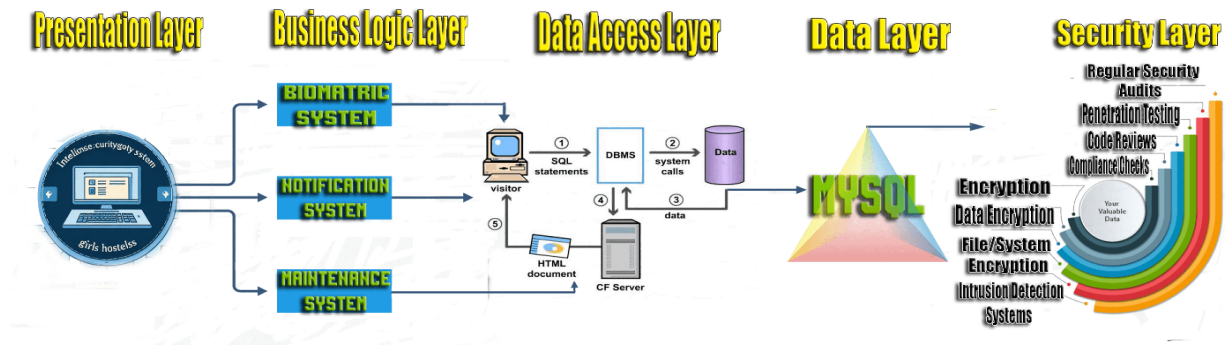 Presentation Layer
Business Logic Layer
Data Access Layer
Data Layer
Security Layer
girls hostelss
BIOMATRIC
SYSTEM
NOTIFICATION
SYSTEM
MAINTENANCE
SYSTEM
visitor
1
SQL
statements
DBMS
2
system
calls
Data
4
3
data
5
HTML
document
CF Server
MYSQL
Regular Security
Audits
Penetration Testing
Code Reviews
Compliance Checks
Encryption
Data Encryption
File/System
Encryption
Intrusion Detection
Systems
Your
Valuable
Data